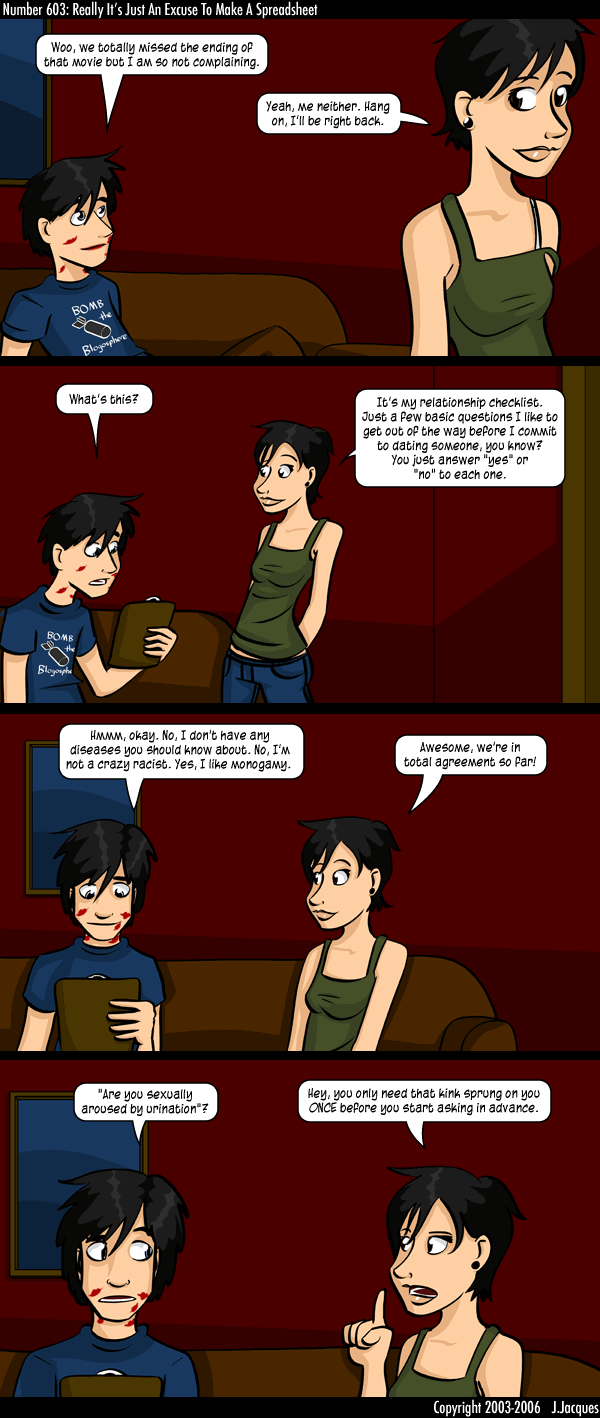 Number 603: Really It's Just An Excuse To Make A Spreadsheet
Woo, we totally missed the ending of
that movie but I am so not complaining.
Yeah, me neither. Hang
on, I'll be right back.
BOMB
the
Blogosphere
What's this?
It's my relationship checklist.
Just a few basic questions I like to
get out of the way before I commit
to dating someone, you know?
You just answer "yes" or
"no" to each one.
BOMB
the
Blogosphere
Hmmm, okay. No, I don't have any
diseases you should know about. No, I'm
not a crazy racist. Yes, I like monogamy.
Awesome, we're in
total agreement so far!
"Are you sexually
aroused by urination"?
Hey, you only need that kink sprung on you
ONCE before you start asking in advance.
Copyright 2003-2006 J.Jacques